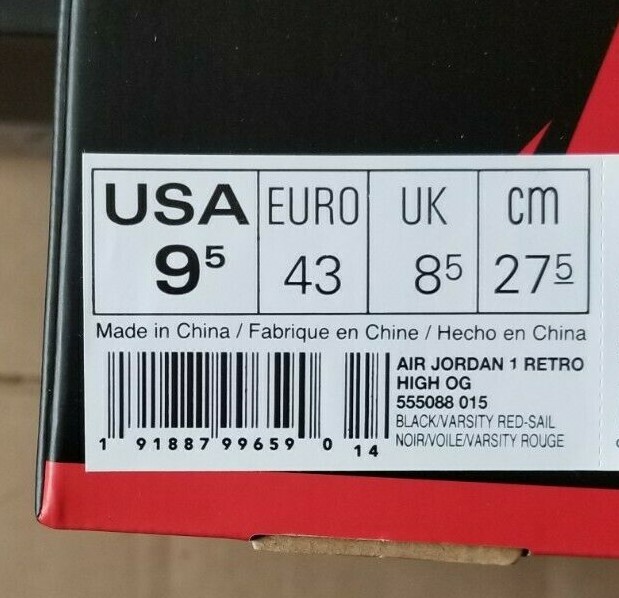 USA EURO UK cm
9⁵ 43 8⁵ 27⁵
Made in China / Fabrique en Chine / Hecho en China
AIR JORDAN 1 RETRO
HIGH OG
555088 015
BLACK/VARSITY RED-SAIL
NOIR/VOILE/VARSITY ROUGE
1 91887 99659 0 14